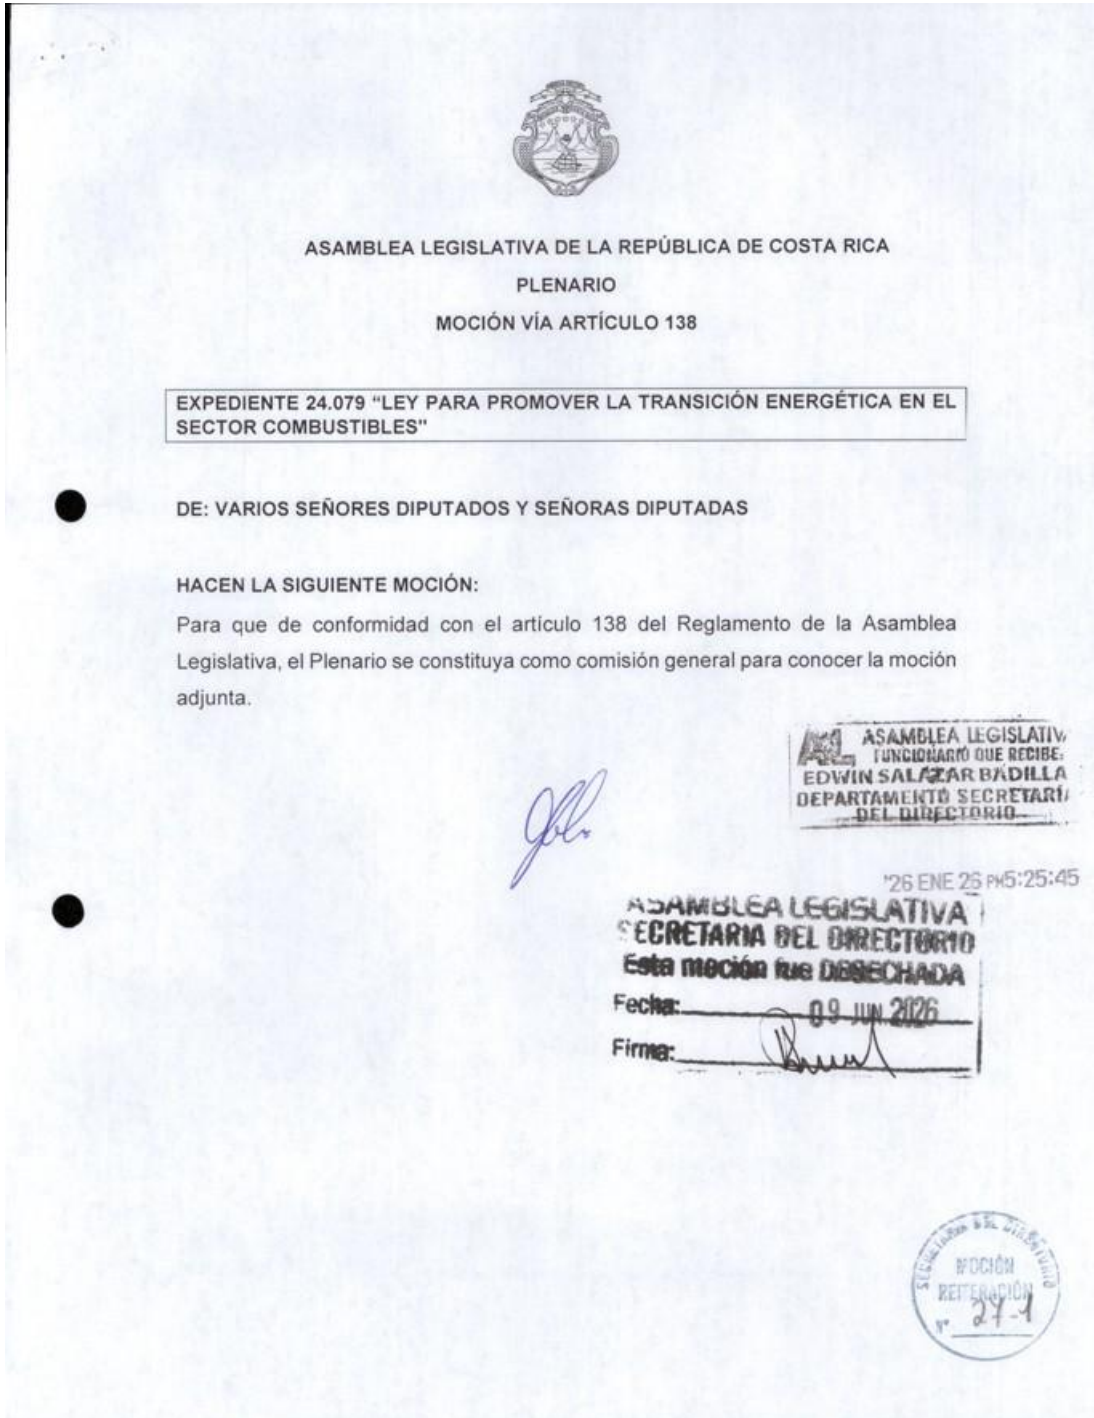 ASAMBLEA LEGISLATIVA DE LA REPÚBLICA DE COSTA RICA
PLENARIO
MOCIÓN VÍA ARTÍCULO 138
EXPEDIENTE 24.079 “LEY PARA PROMOVER LA TRANSICIÓN ENERGÉTICA EN EL
SECTOR COMBUSTIBLES”
DE: VARIOS SEÑORES DIPUTADOS Y SEÑORAS DIPUTADAS
HACEN LA SIGUIENTE MOCIÓN:
Para que de conformidad con el artículo 138 del Reglamento de la Asamblea
Legislativa, el Plenario se constituya como comisión general para conocer la moción
adjunta.
AL ASAMBLEA LEGISLATIV
FUNCIONARIO QUE RECIBE:
EDWIN SALAZAR BADILLA
DEPARTAMENTO SECRETARÍ
DEL DIRECTORIO
'26 ENE 26 PM5:25:45
ASAMBLEA LEGISLATIVA
SECRETARIA DEL DIRECTORIO
Esta moción fue DESECHADA
Fecha: 09 JUN 2026
Firma:
SECRETARIA DEL DIRECTORIO
MOCIÓN
REITERACIÓN
N° 27-1